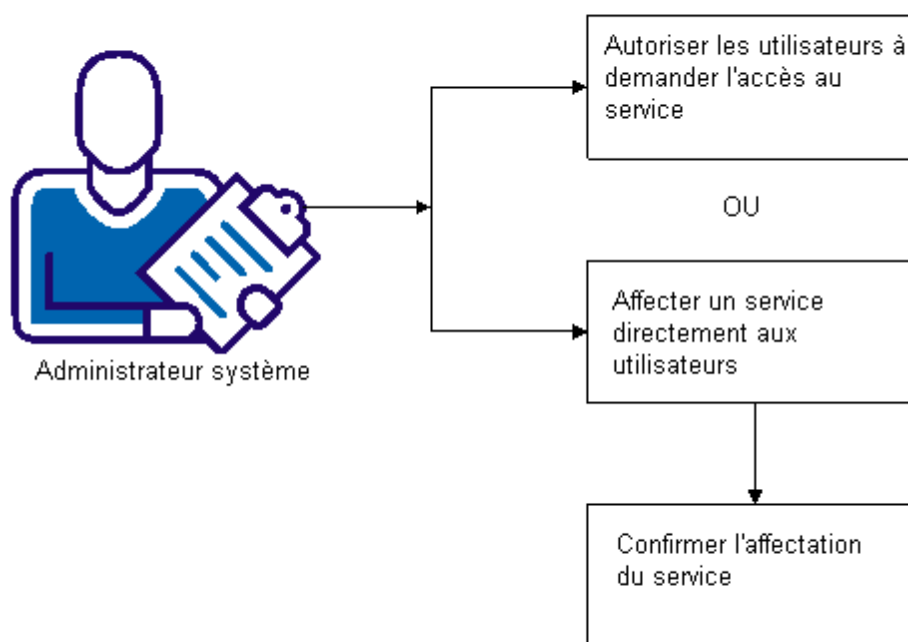 Autoriser les utilisateurs à
demander l'accès au
service
OU
Affecter un service
directement aux
utilisateurs
Administrateur système
Confirmer l'affectation
du service